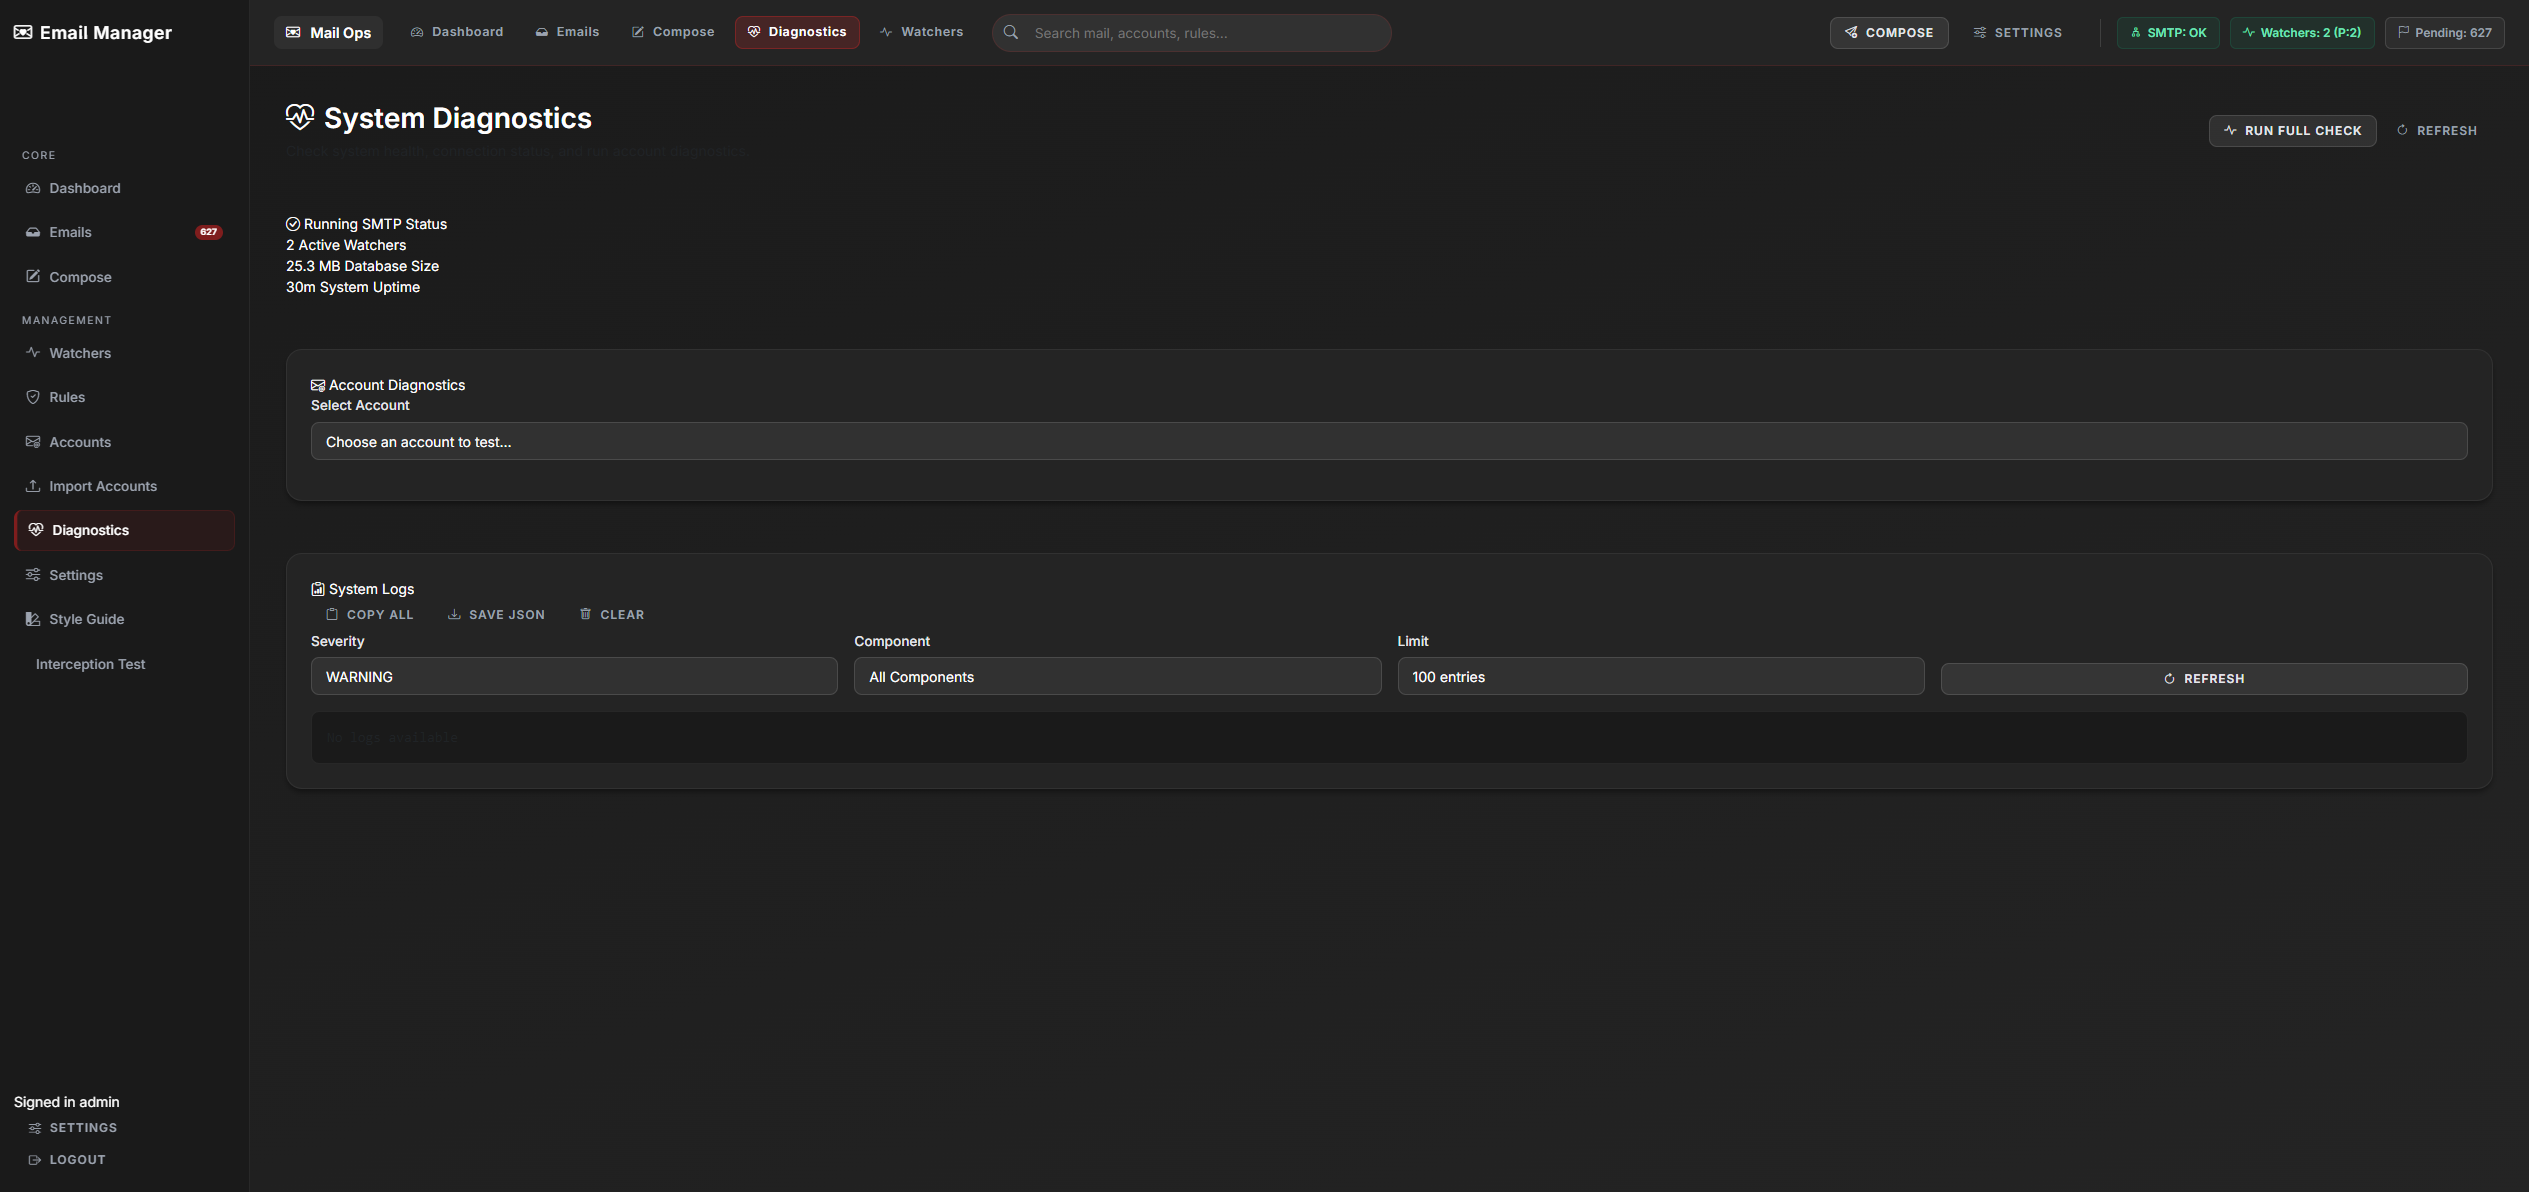 Email Manager
Mail Ops
Dashboard
Emails
Compose
Diagnostics
Watchers
Search mail, accounts, rules...
COMPOSE
SETTINGS
SMTP: OK
Watchers: 2 (P:2)
Pending: 627
CORE
Dashboard
Emails
627
Compose
MANAGEMENT
Watchers
Rules
Accounts
Import Accounts
Diagnostics
Settings
Style Guide
Interception Test
Signed in admin
SETTINGS
LOGOUT
System Diagnostics
Check system health, connection status, and run account diagnostics.
RUN FULL CHECK
REFRESH
Running SMTP Status
2 Active Watchers
25.3 MB Database Size
30m System Uptime
Account Diagnostics
Select Account
Choose an account to test...
System Logs
COPY ALL
SAVE JSON
CLEAR
Severity
Component
Limit
WARNING
All Components
100 entries
REFRESH
No logs available